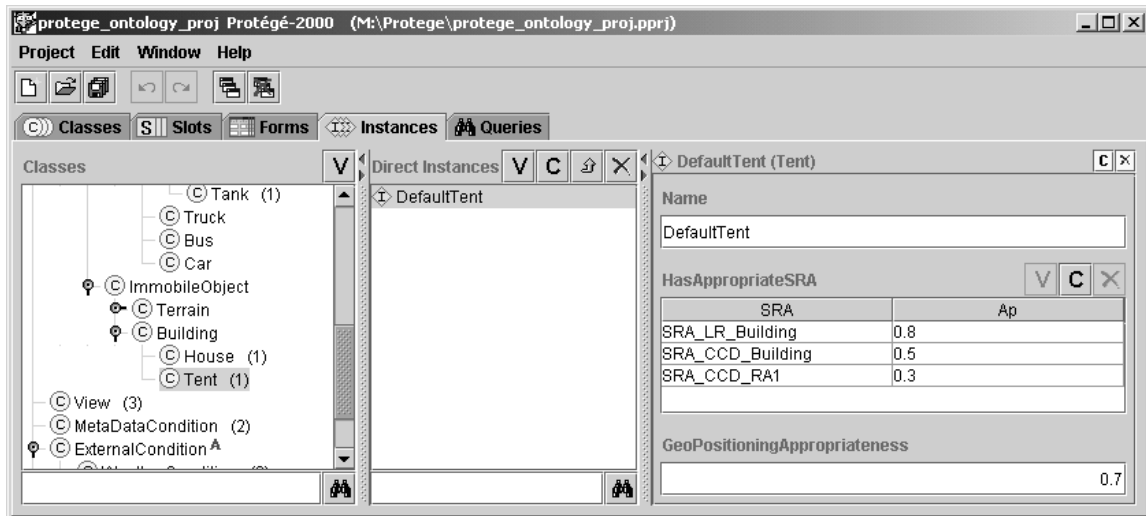 protege_ontology_proj Protégé-2000 (M:\Protege\protege_ontology_proj.pprj)
Project Edit Window Help
C Classes S Slots Forms I Instances Queries
Classes V
Direct Instances V C
DefaultTent (Tent) C
C Tank (1)
C Truck
C Bus
C Car
C ImmobileObject
C Terrain
C Building
C House (1)
C Tent (1)
C View (3)
C MetaDataCondition (2)
C ExternalCondition A
I DefaultTent
Name
DefaultTent
HasAppropriateSRA V C
SRA Ap
SRA_LR_Building 0.8
SRA_CCD_Building 0.5
SRA_CCD_RA1 0.3
GeoPositioningAppropriateness
0.7